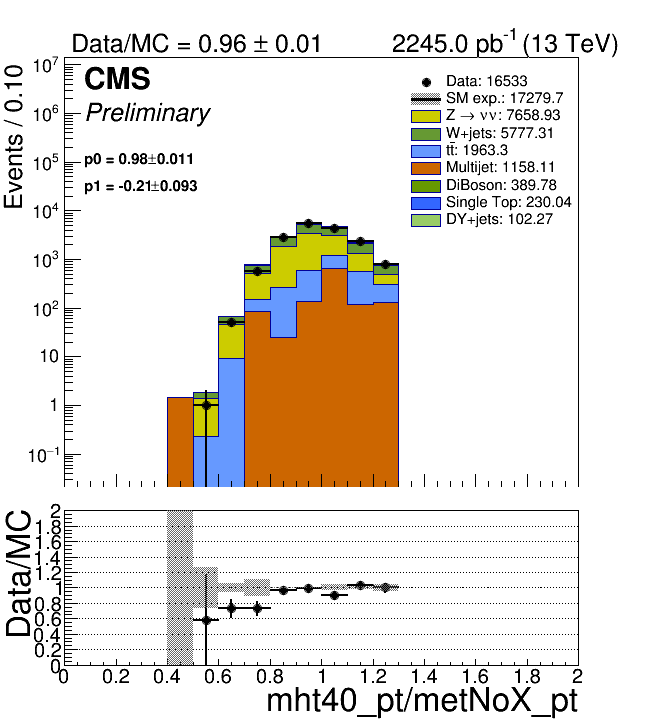 Data/MC = 0.96 ± 0.01
2245.0 pb⁻¹ (13 TeV)
CMS
Preliminary
p0 = 0.98±0.011
p1 = -0.21±0.093
Data: 16533
SM exp.: 17279.7
Z → νν: 7658.93
W+jets: 5777.31
tt̄: 1963.3
Multijet: 1158.11
DiBoson: 389.78
Single Top: 230.04
DY+jets: 102.27
Events / 0.10
10⁷
10⁶
10⁵
10⁴
10³
10²
10
1
10⁻¹
Data/MC
2
1.8
1.6
1.4
1.2
1
0.8
0.6
0.4
0.2
0
0 0.2 0.4 0.6 0.8 1 1.2 1.4 1.6 1.8 2
mht40_pt/metNoX_pt